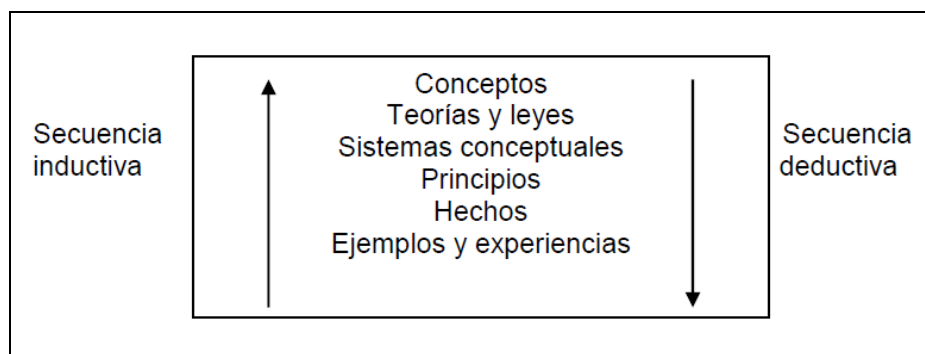 Secuencia
inductiva
Conceptos
Teorías y leyes
Sistemas conceptuales
Principios
Hechos
Ejemplos y experiencias
Secuencia
deductiva